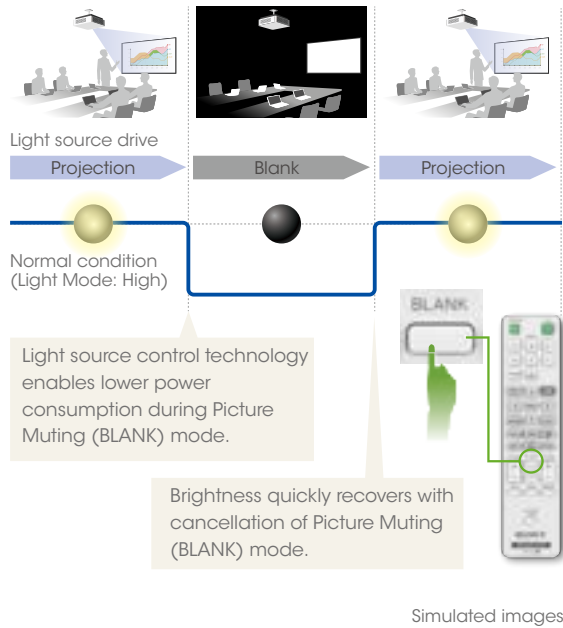 Light source drive
Projection
Blank
Projection
Normal condition
(Light Mode: High)
BLANK
Light source control technology
enables lower power
consumption during Picture
Muting (BLANK) mode.
Brightness quickly recovers with
cancellation of Picture Muting
(BLANK) mode.
Simulated images